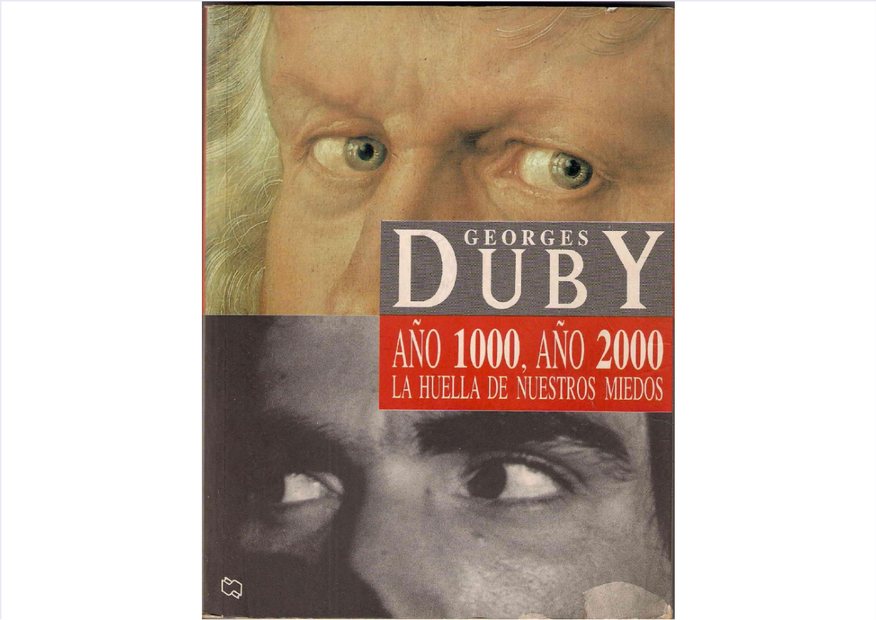 GEORGES
DUBY
AÑO 1000, AÑO 2000
LA HUELLA DE NUESTROS MIEDOS